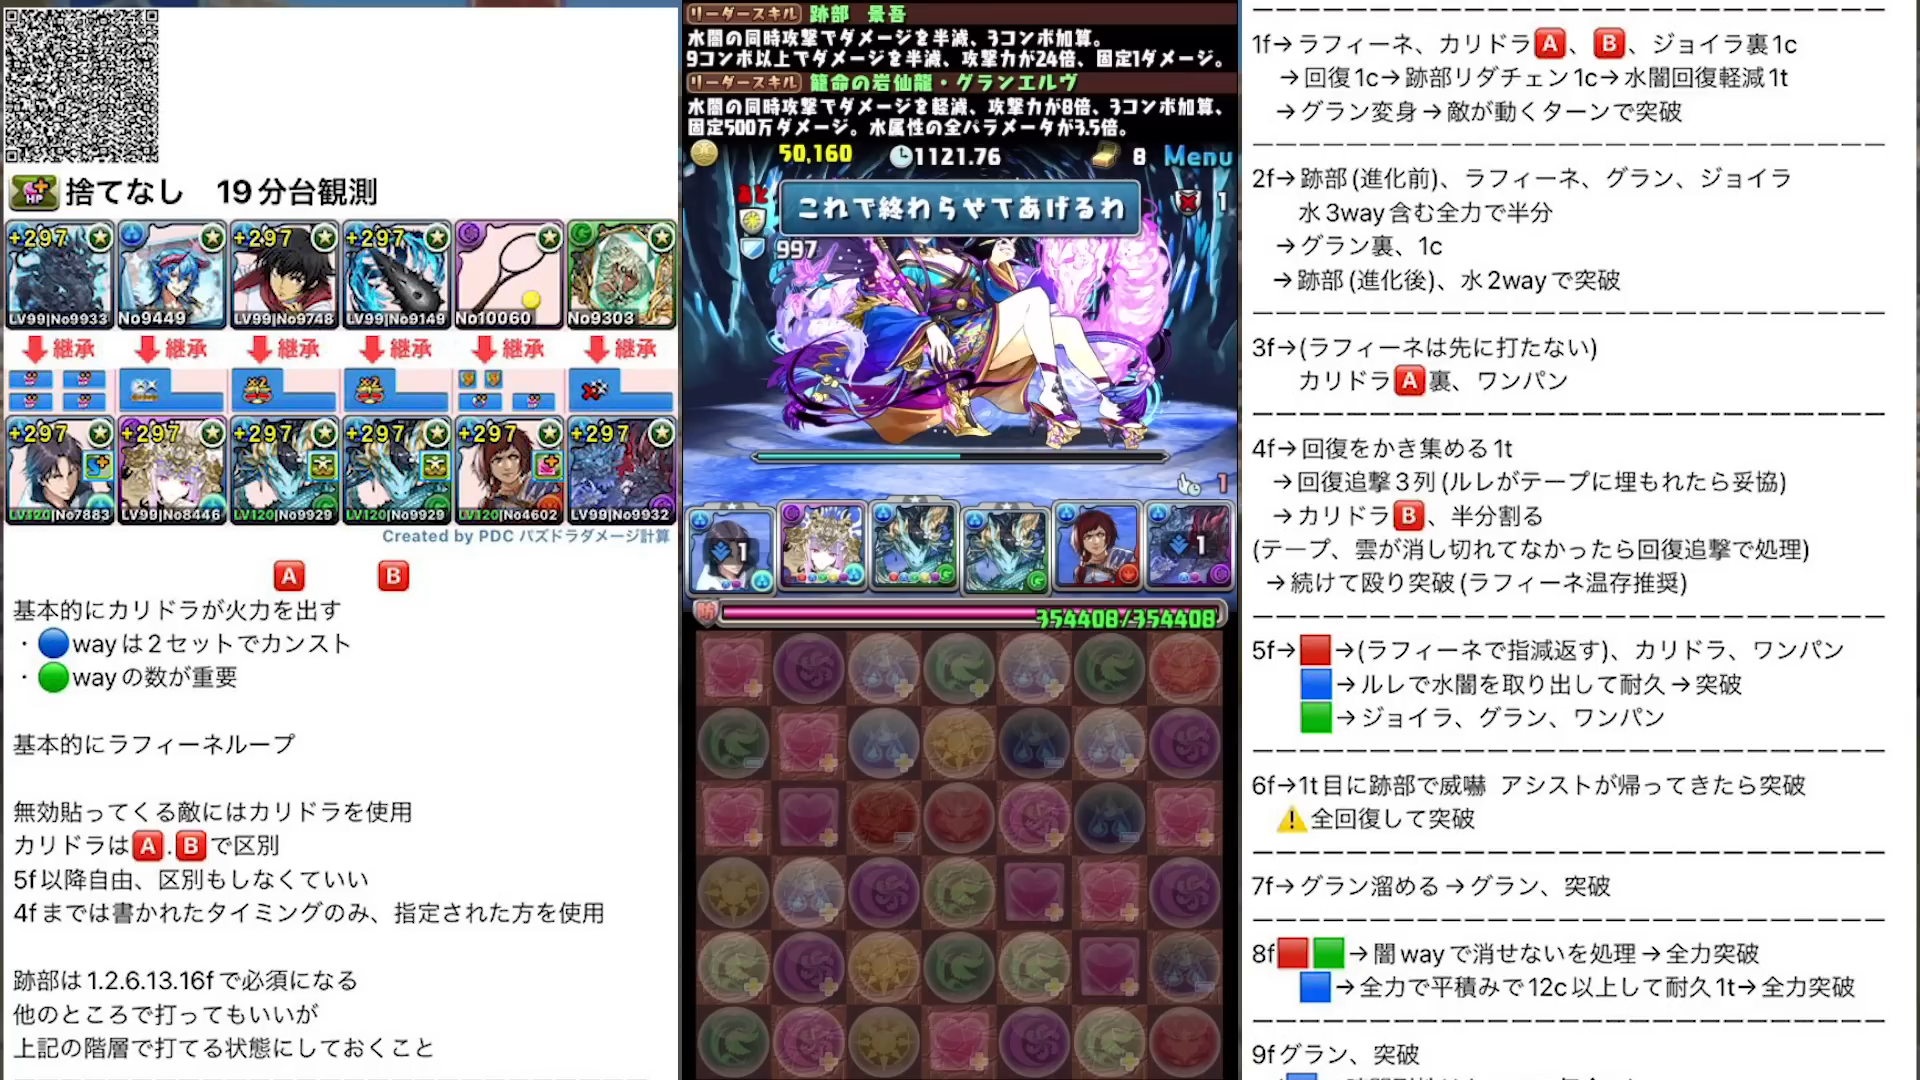 捨てなし　19分台観測
+297 +297 +297
LV99|No9933 No9449 LV99|No9748 LV99|No9149 No10060 No9303
継承 継承 継承 継承 継承 継承
+297 +297 +297 +297 +297 +297
LV120|No7883 LV99|No8446 LV120|No9929 LV120|No9929 LV120|No4602 LV99|No9932
Created by PDC パズドラダメージ計算
A B
基本的にカリドラが火力を出す
・🔵wayは２セットでカンスト
・🟢wayの数が重要
基本的にラフィーネループ
無効貼ってくる敵にはカリドラを使用
カリドラはA.Bで区別
5f以降自由、区別もしなくていい
4fまでは書かれたタイミングのみ、指定された方を使用
跡部は1.2.6.13.16fで必須になる
他のところで打ってもいいが
上記の階層で打てる状態にしておくこと
リーダースキル 跡部　景吾
水闇の同時攻撃でダメージを半減、3コンボ加算。
9コンボ以上でダメージを半減、攻撃力が24倍、固定1ダメージ。
リーダースキル 籠命の岩仙龍・グランエルヴ
水闇の同時攻撃でダメージを軽減、攻撃力が8倍、3コンボ加算、
固定500万ダメージ。水属性の全パラメータが3.5倍。
50,160 1121.76 8 Menu
あと
これで終わらせてあげるわ
1
997
1
1 1
354408/354408
1f→ラフィーネ、カリドラA、B、ジョイラ裏1c
→回復1c→跡部リダチェン1c→水闇回復軽減1t
→グラン変身→敵が動くターンで突破
2f→跡部(進化前)、ラフィーネ、グラン、ジョイラ
水3way含む全力で半分
→グラン裏、1c
→跡部(進化後)、水2wayで突破
3f→(ラフィーネは先に打たない)
カリドラA裏、ワンパン
4f→回復をかき集める1t
→回復追撃３列(ルレがテープに埋もれたら妥協)
→カリドラB、半分割る
(テープ、雲が消し切れてなかったら回復追撃で処理)
→続けて殴り突破(ラフィーネ温存推奨)
5f→🟥→(ラフィーネで指減返す)、カリドラ、ワンパン
🟦→ルレで水闇を取り出して耐久→突破
🟩→ジョイラ、グラン、ワンパン
6f→1t目に跡部で威嚇 アシストが帰ってきたら突破
⚠️全回復して突破
7f→グラン溜める→グラン、突破
8f🟥🟩→闇wayで消せないを処理→全力突破
🟦→全力で平積みで12c以上して耐久1t→全力突破
9fグラン、突破